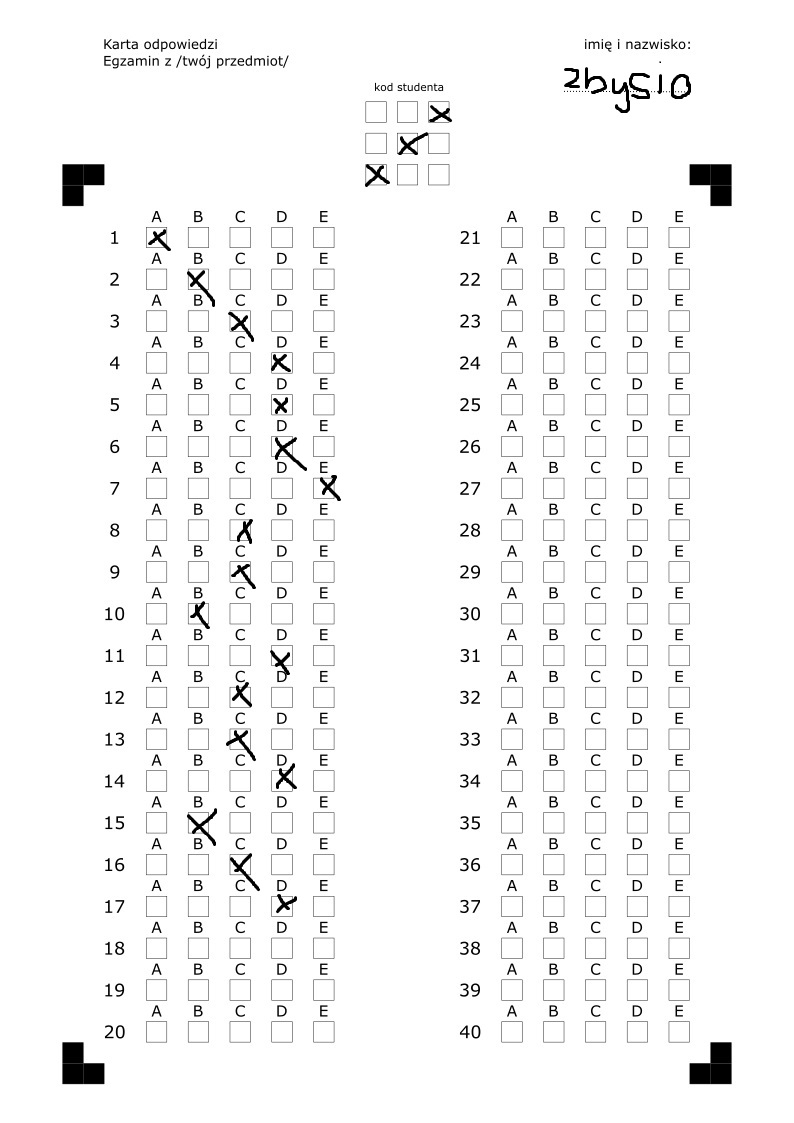 Karta odpowiedzi
Egzamin z /twój przedmiot/
imię i nazwisko:
zbysio
kod studenta
A B C D E
1
A B C D E
2
A B C D E
3
A B C D E
4
A B C D E
5
A B C D E
6
A B C D E
7
A B C D E
8
A B C D E
9
A B C D E
10
A B C D E
11
A B C D E
12
A B C D E
13
A B C D E
14
A B C D E
15
A B C D E
16
A B C D E
17
A B C D E
18
A B C D E
19
A B C D E
20
A B C D E
21
A B C D E
22
A B C D E
23
A B C D E
24
A B C D E
25
A B C D E
26
A B C D E
27
A B C D E
28
A B C D E
29
A B C D E
30
A B C D E
31
A B C D E
32
A B C D E
33
A B C D E
34
A B C D E
35
A B C D E
36
A B C D E
37
A B C D E
38
A B C D E
39
A B C D E
40